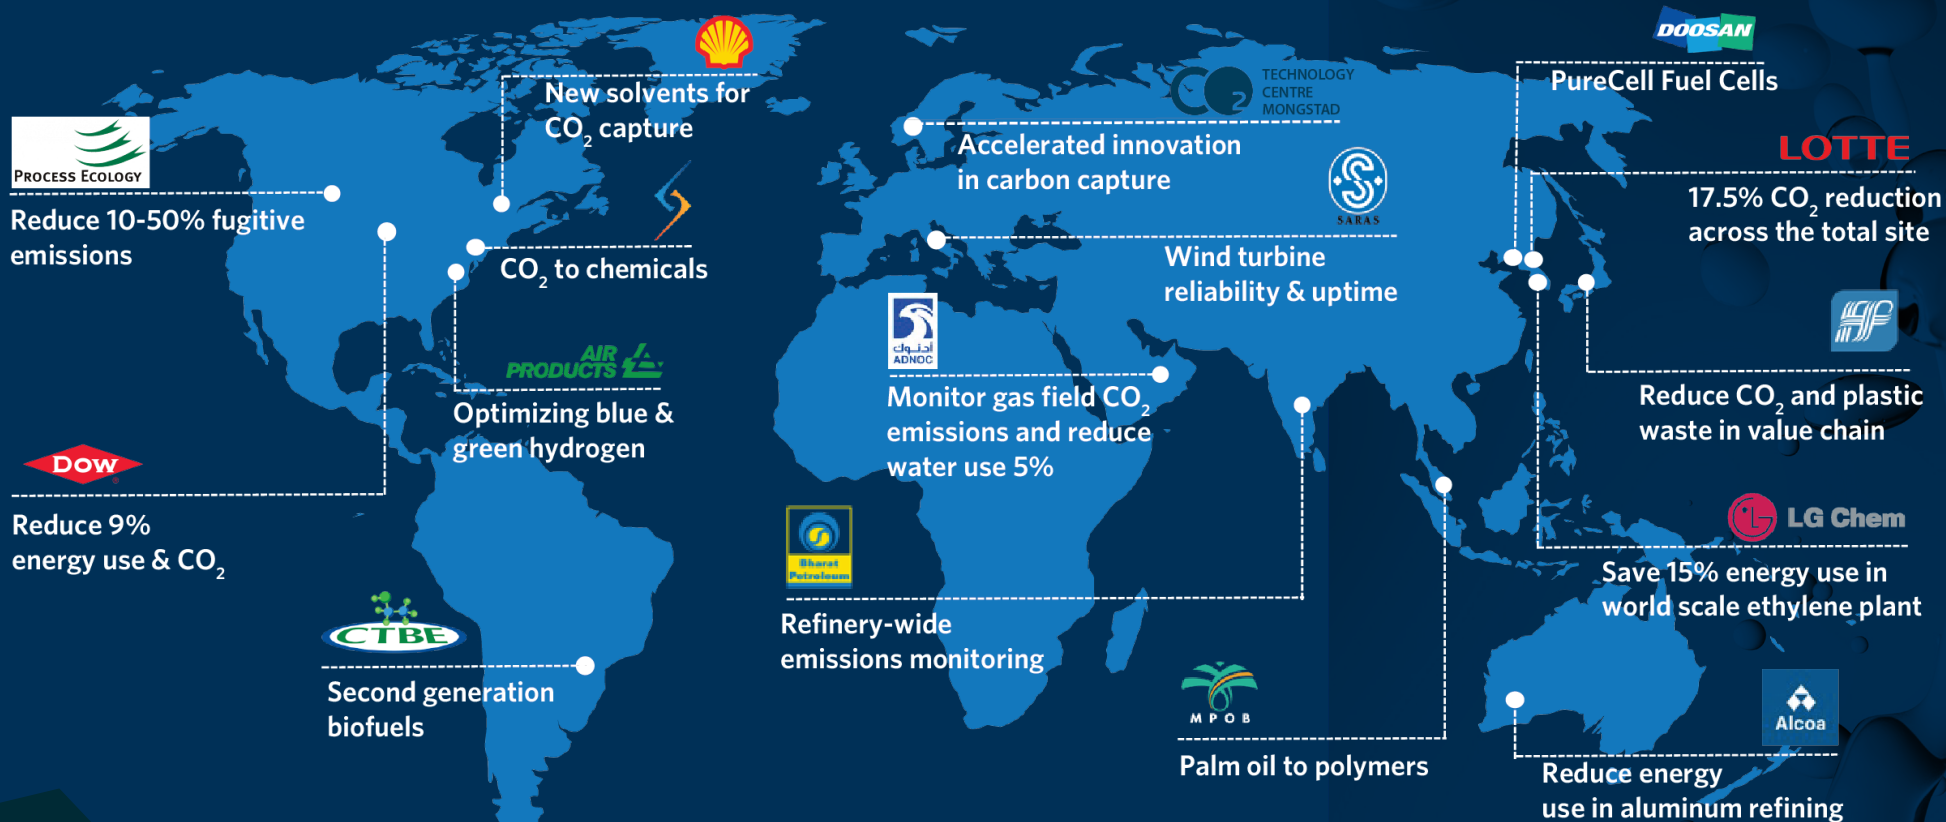 DOOSAN
PureCell Fuel Cells
New solvents for
CO2 capture
CO2
TECHNOLOGY
CENTRE
MONGSTAD
Accelerated innovation
in carbon capture
PROCESS ECOLOGY
Reduce 10-50% fugitive
emissions
LOTTE
17.5% CO2 reduction
across the total site
SARAS
Wind turbine
reliability & uptime
CO2 to chemicals
أدنوك
ADNOC
Monitor gas field CO2
emissions and reduce
water use 5%
AIR
PRODUCTS
Optimizing blue &
green hydrogen
Reduce CO2 and plastic
waste in value chain
DOW
Reduce 9%
energy use & CO2
Bharat
Petroleum
Refinery-wide
emissions monitoring
LG Chem
Save 15% energy use in
world scale ethylene plant
CTBE
Second generation
biofuels
MPOB
Palm oil to polymers
Alcoa
Reduce energy
use in aluminum refining